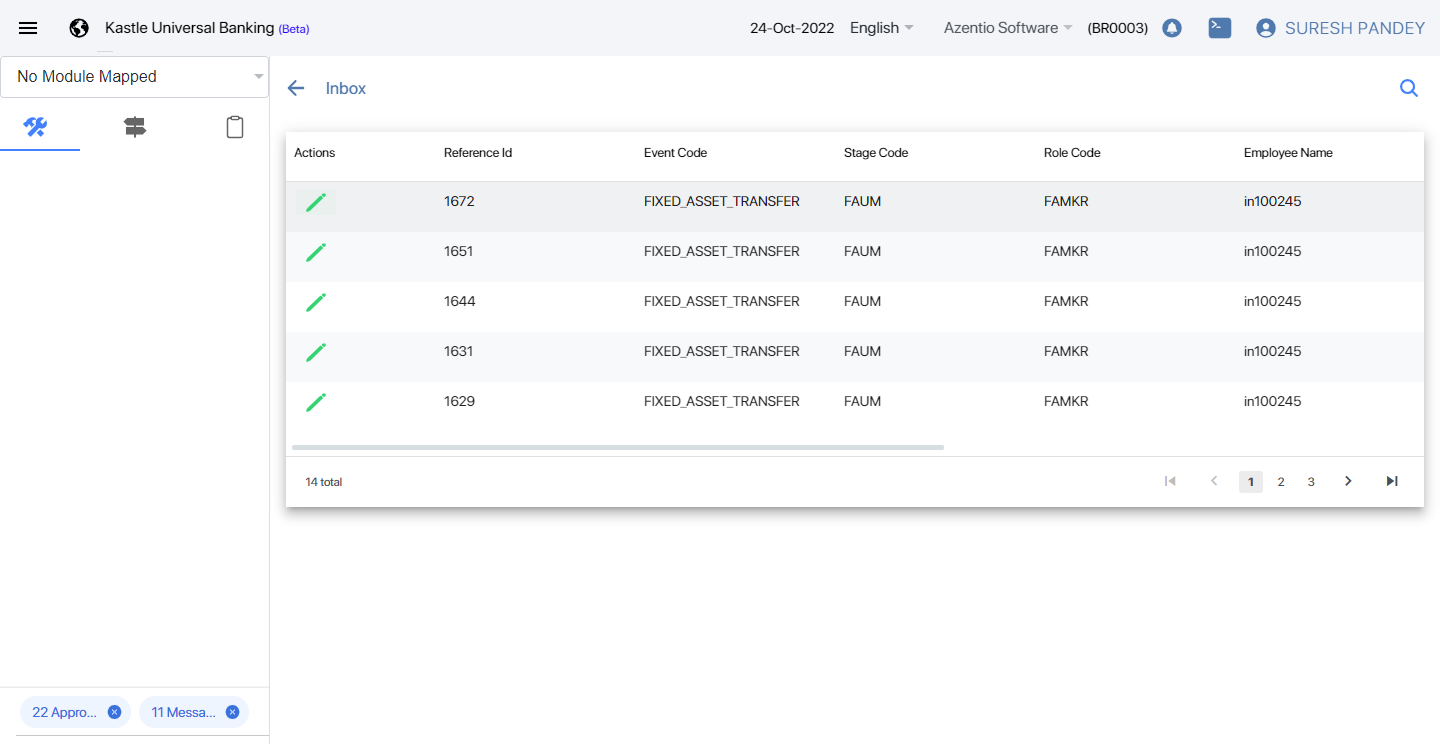 Kastle Universal Banking (Beta) 24-Oct-2022 English Azentio Software (BR0003) SURESH PANDEY
No Module Mapped
Inbox
Actions Reference Id Event Code Stage Code Role Code Employee Name
1672 FIXED_ASSET_TRANSFER FAUM FAMKR in100245
1651 FIXED_ASSET_TRANSFER FAUM FAMKR in100245
1644 FIXED_ASSET_TRANSFER FAUM FAMKR in100245
1631 FIXED_ASSET_TRANSFER FAUM FAMKR in100245
1629 FIXED_ASSET_TRANSFER FAUM FAMKR in100245
14 total 1 2 3
22 Appro... 11 Messa...